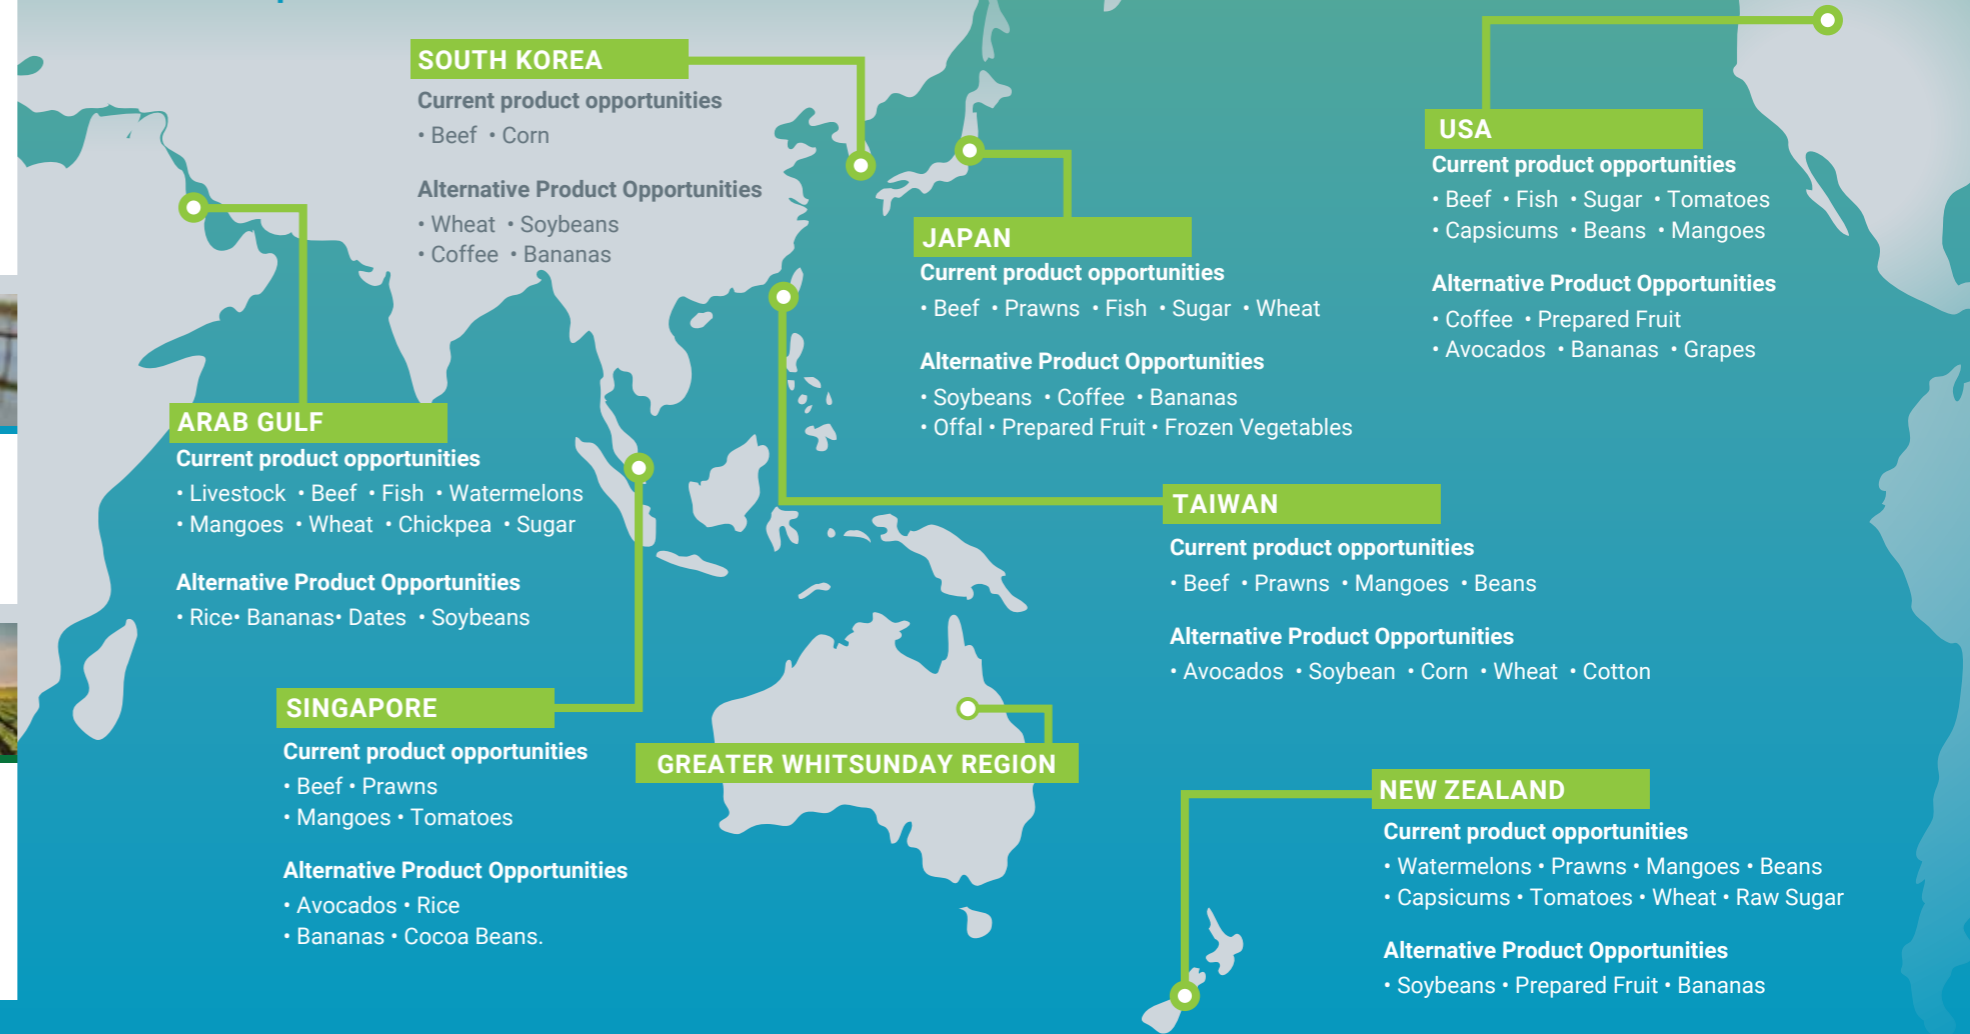 SOUTH KOREA
Current product opportunities
• Beef • Corn
Alternative Product Opportunities
• Wheat • Soybeans
• Coffee • Bananas
JAPAN
Current product opportunities
• Beef • Prawns • Fish • Sugar • Wheat
Alternative Product Opportunities
• Soybeans • Coffee • Bananas
• Offal • Prepared Fruit • Frozen Vegetables
USA
Current product opportunities
• Beef • Fish • Sugar • Tomatoes
• Capsicums • Beans • Mangoes
Alternative Product Opportunities
• Coffee • Prepared Fruit
• Avocados • Bananas • Grapes
ARAB GULF
Current product opportunities
• Livestock • Beef • Fish • Watermelons
• Mangoes • Wheat • Chickpea • Sugar
Alternative Product Opportunities
• Rice• Bananas• Dates • Soybeans
TAIWAN
Current product opportunities
• Beef • Prawns • Mangoes • Beans
Alternative Product Opportunities
• Avocados • Soybean • Corn • Wheat • Cotton
SINGAPORE
Current product opportunities
• Beef • Prawns
• Mangoes • Tomatoes
Alternative Product Opportunities
• Avocados • Rice
• Bananas • Cocoa Beans.
GREATER WHITSUNDAY REGION
NEW ZEALAND
Current product opportunities
• Watermelons • Prawns • Mangoes • Beans
• Capsicums • Tomatoes • Wheat • Raw Sugar
Alternative Product Opportunities
• Soybeans • Prepared Fruit • Bananas